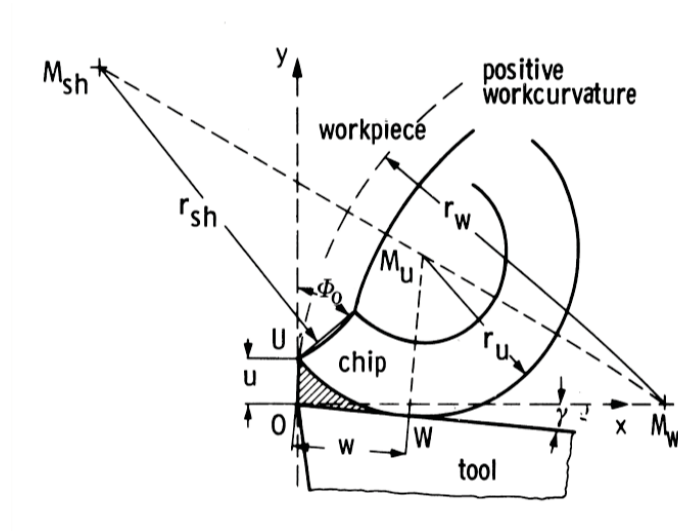 y
M_sh
positive
workcurvature
workpiece
r_w
r_sh
M_u
Φ_0
U
r_u
chip
u
γ
O
w
W
x
M_w
tool